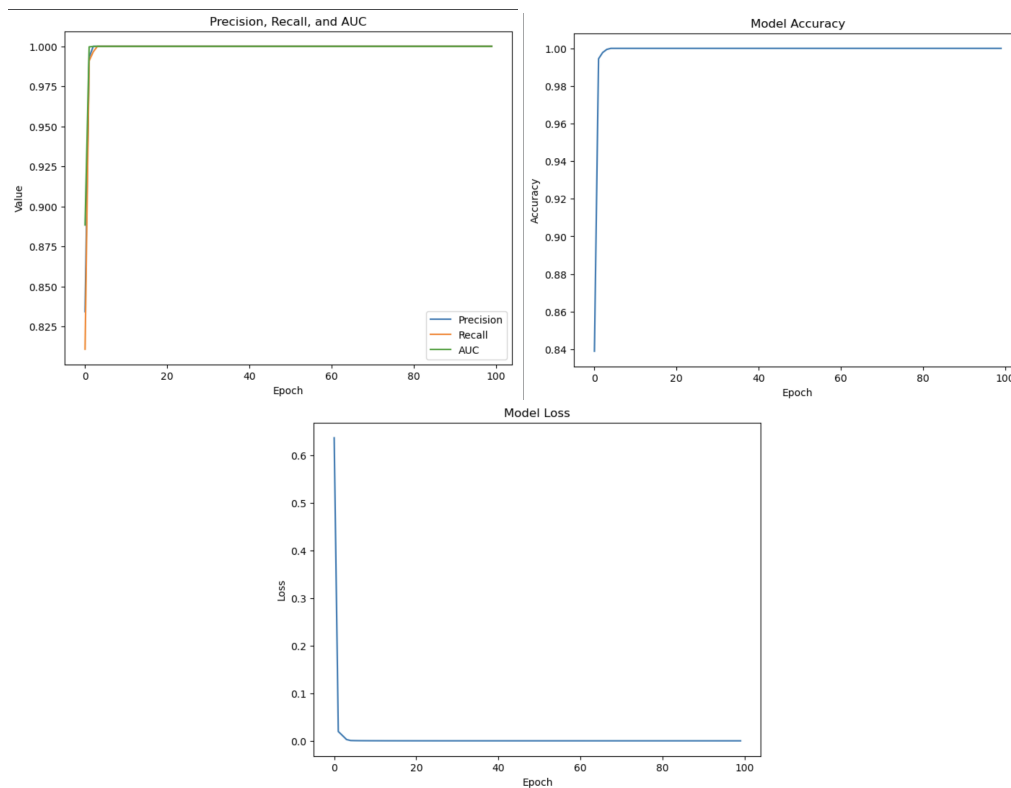 Precision, Recall, and AUC
1.000
0.975
0.950
0.925
0.900
0.875
0.850
0.825
Value
Precision
Recall
AUC
0 20 40 60 80 100
Epoch
Model Accuracy
1.00
0.98
0.96
0.94
0.92
0.90
0.88
0.86
0.84
Accuracy
0 20 40 60 80 100
Epoch
Model Loss
0.6
0.5
0.4
0.3
0.2
0.1
0.0
Loss
0 20 40 60 80 100
Epoch